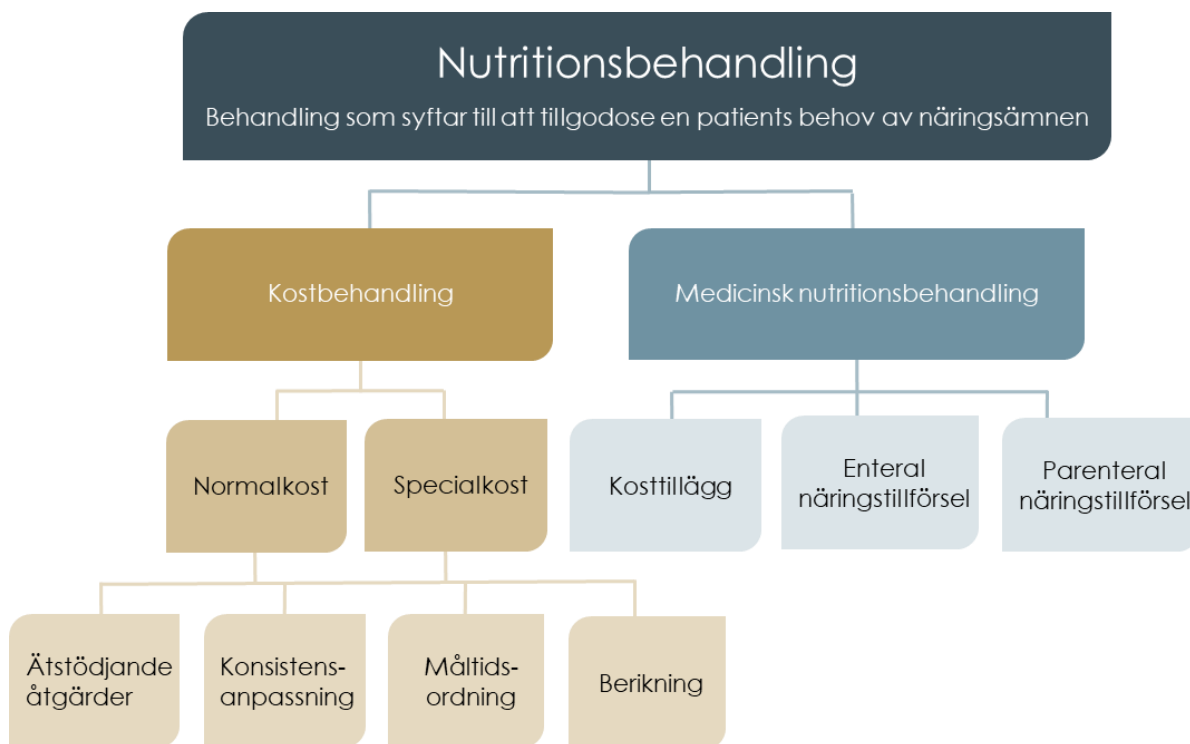 Nutritionsbehandling
Behandling som syftar till att tillgodose en patients behov av näringsämnen
Kostbehandling
Medicinsk nutritionsbehandling
Normalkost
Specialkost
Kosttillägg
Enteral
näringstillförsel
Parenteral
näringstillförsel
Ätstödjande
åtgärder
Konsistens-
anpassning
Måltids-
ordning
Berikning